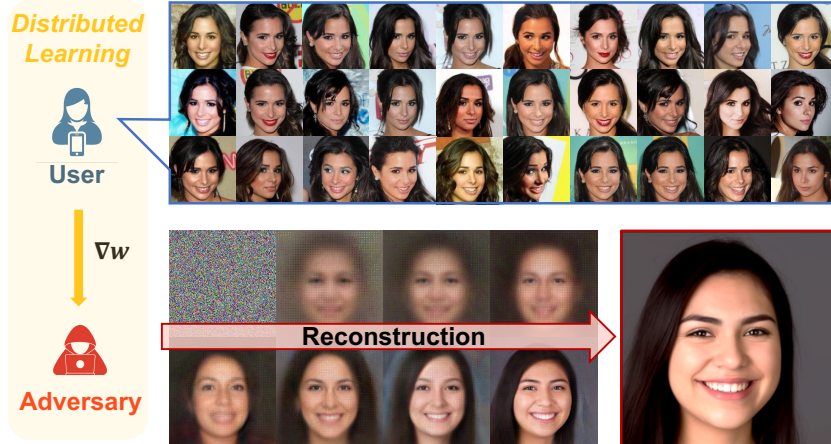 Distributed
Learning
User
∇w
Adversary
Reconstruction